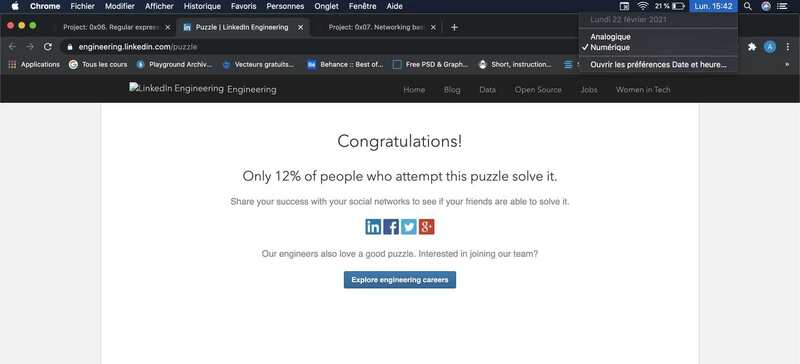 Chrome Fichier Modifier Afficher Historique Favoris Personnes Onglet Fenêtre Aide 21 % Lun. 15:42
Lundi 22 février 2021
Analogique
✓ Numérique
Ouvrir les préférences Date et heure...
Project: 0x06. Regular express Puzzle | LinkedIn Engineering Project: 0x07. Networking bas
engineering.linkedin.com/puzzle A
Applications Tous les cours Playground Archiv... Vecteurs gratuits... Behance :: Best of... Free PSD & Graph... Short, instruction...
LinkedIn Engineering Engineering Home Blog Data Open Source Jobs Women in Tech
Congratulations!
Only 12% of people who attempt this puzzle solve it.
Share your success with your social networks to see if your friends are able to solve it.
in f g+
Our engineers also love a good puzzle. Interested in joining our team?
Explore engineering careers